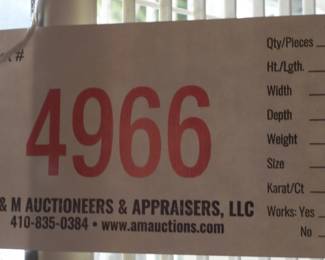 #
4966
& M AUCTIONEERS & APPRAISERS, LLC
410-835-0384 • www.amauctions.com
Qty/Pieces
Ht./Lgth.
Width
Depth
Weight
Size
Karat/Ct
Works: Yes
No